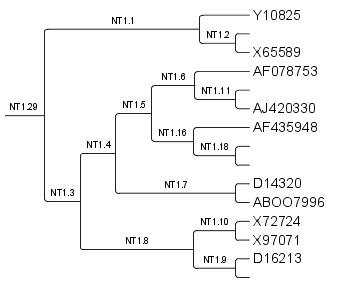 Y10825
NT1.1
NT1.2
X65589
AF078753
NT1.6
NT1.11
NT1.5
AJ420330
NT1.29
AF435948
NT1.16
NT1.4
NT1.18
D14320
NT1.7
NT1.3
ABOO7996
X72724
NT1.10
NT1.8
X97071
D16213
NT1.9